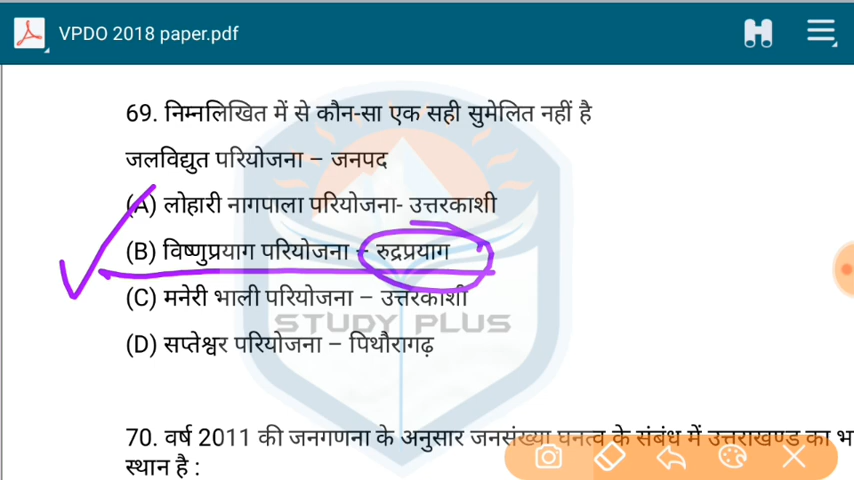 VPDO 2018 paper.pdf
69. निम्नलिखित में से कौन-सा एक सही सुमेलित नहीं है
जलविद्युत परियोजना – जनपद
(A) लोहारी नागपाला परियोजना- उत्तरकाशी
(B) विष्णुप्रयाग परियोजना – रुद्रप्रयाग
(C) मनेरी भाली परियोजना – उत्तरकाशी
STUDY PLUS
(D) सप्तेश्वर परियोजना – पिथौरागढ़
70. वर्ष 2011 की जनगणना के अनुसार जनसंख्या घनत्व के संबंध में उत्तराखण्ड का भा
स्थान है :